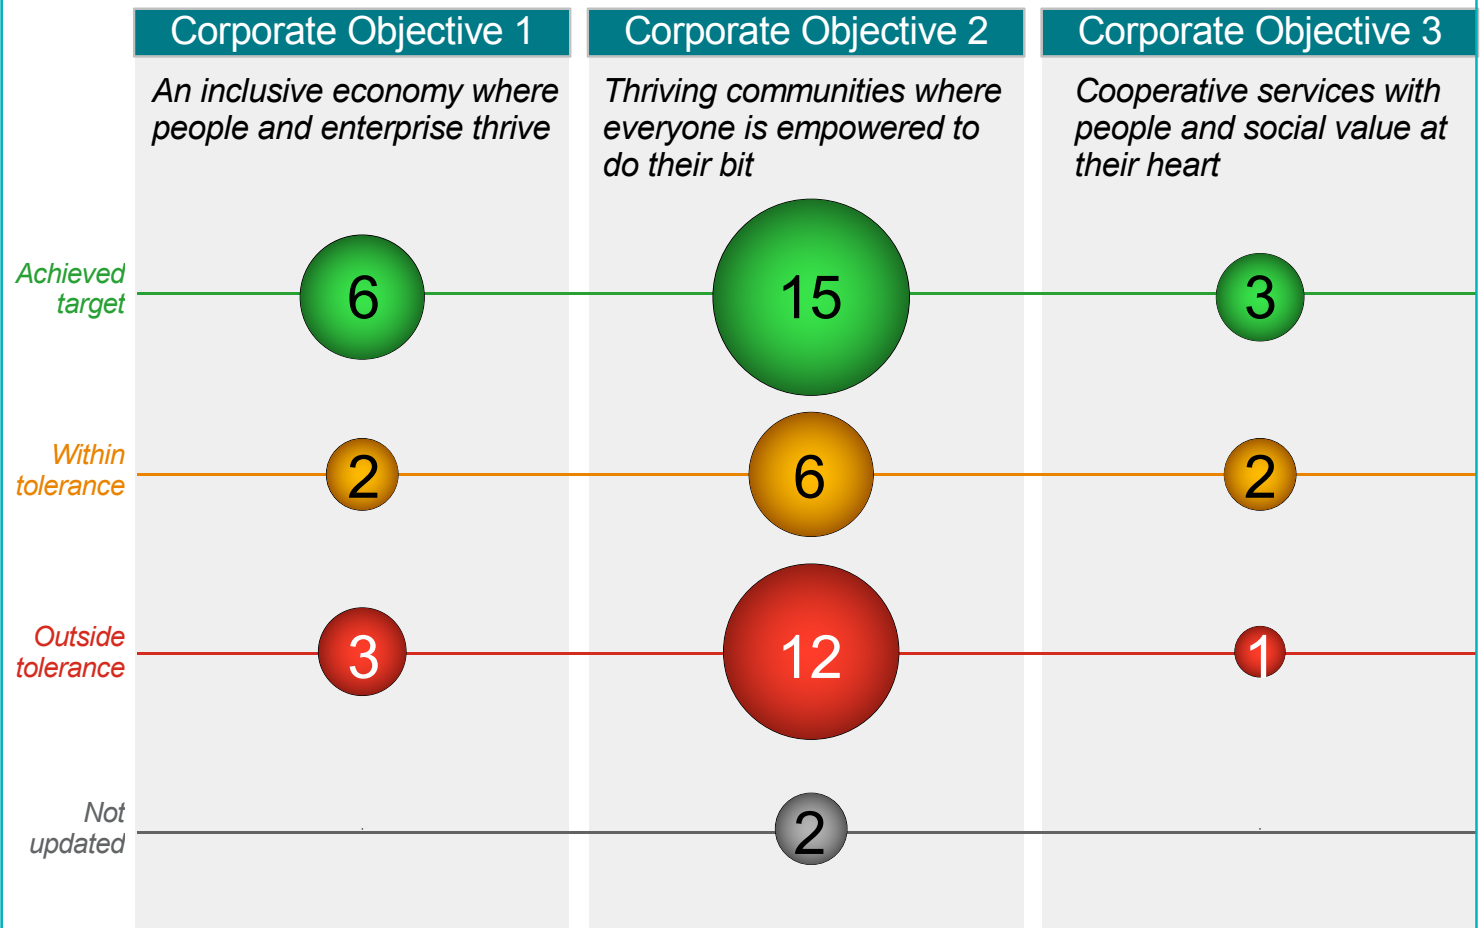 Corporate Objective 1
Corporate Objective 2
Corporate Objective 3
An inclusive economy where
people and enterprise thrive
Thriving communities where
everyone is empowered to
do their bit
Cooperative services with
people and social value at
their heart
Achieved
target
6
15
3
Within
tolerance
2
6
2
Outside
tolerance
3
12
1
Not
updated
2